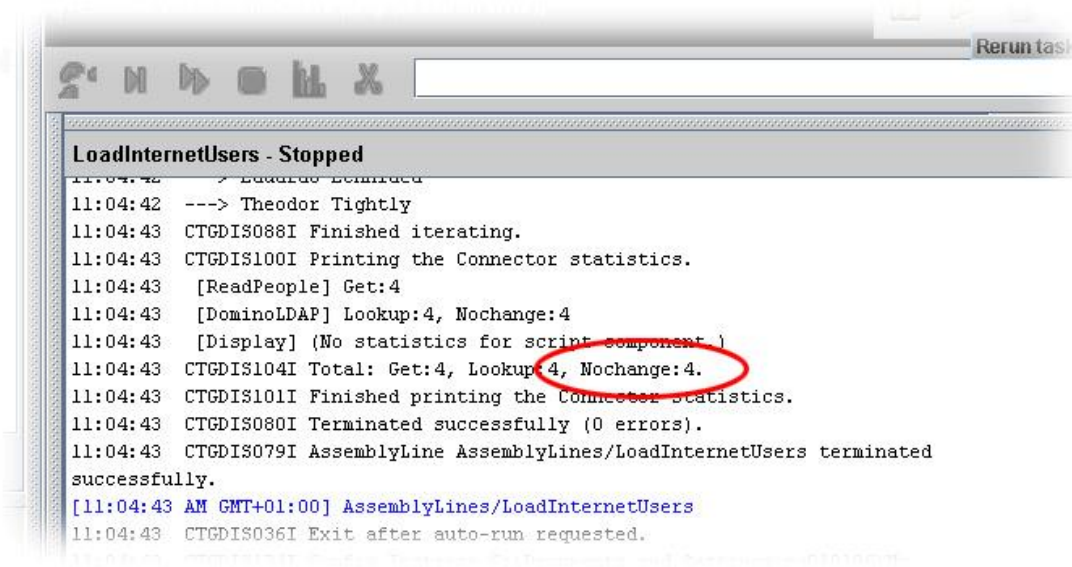 Rerun task
LoadInternetUsers - Stopped
11:04:42 ---> Theodor Tightly
11:04:43 CTGDIS088I Finished iterating.
11:04:43 CTGDIS100I Printing the Connector statistics.
11:04:43 [ReadPeople] Get:4
11:04:43 [DominoLDAP] Lookup:4, Nochange:4
11:04:43 [Display] (No statistics for script component.)
11:04:43 CTGDIS104I Total: Get:4, Lookup:4, Nochange:4.
11:04:43 CTGDIS101I Finished printing the Connector statistics.
11:04:43 CTGDIS080I Terminated successfully (0 errors).
11:04:43 CTGDIS079I AssemblyLine AssemblyLines/LoadInternetUsers terminated
successfully.
[11:04:43 AM GMT+01:00] AssemblyLines/LoadInternetUsers
11:04:43 CTGDIS036I Exit after auto-run requested.